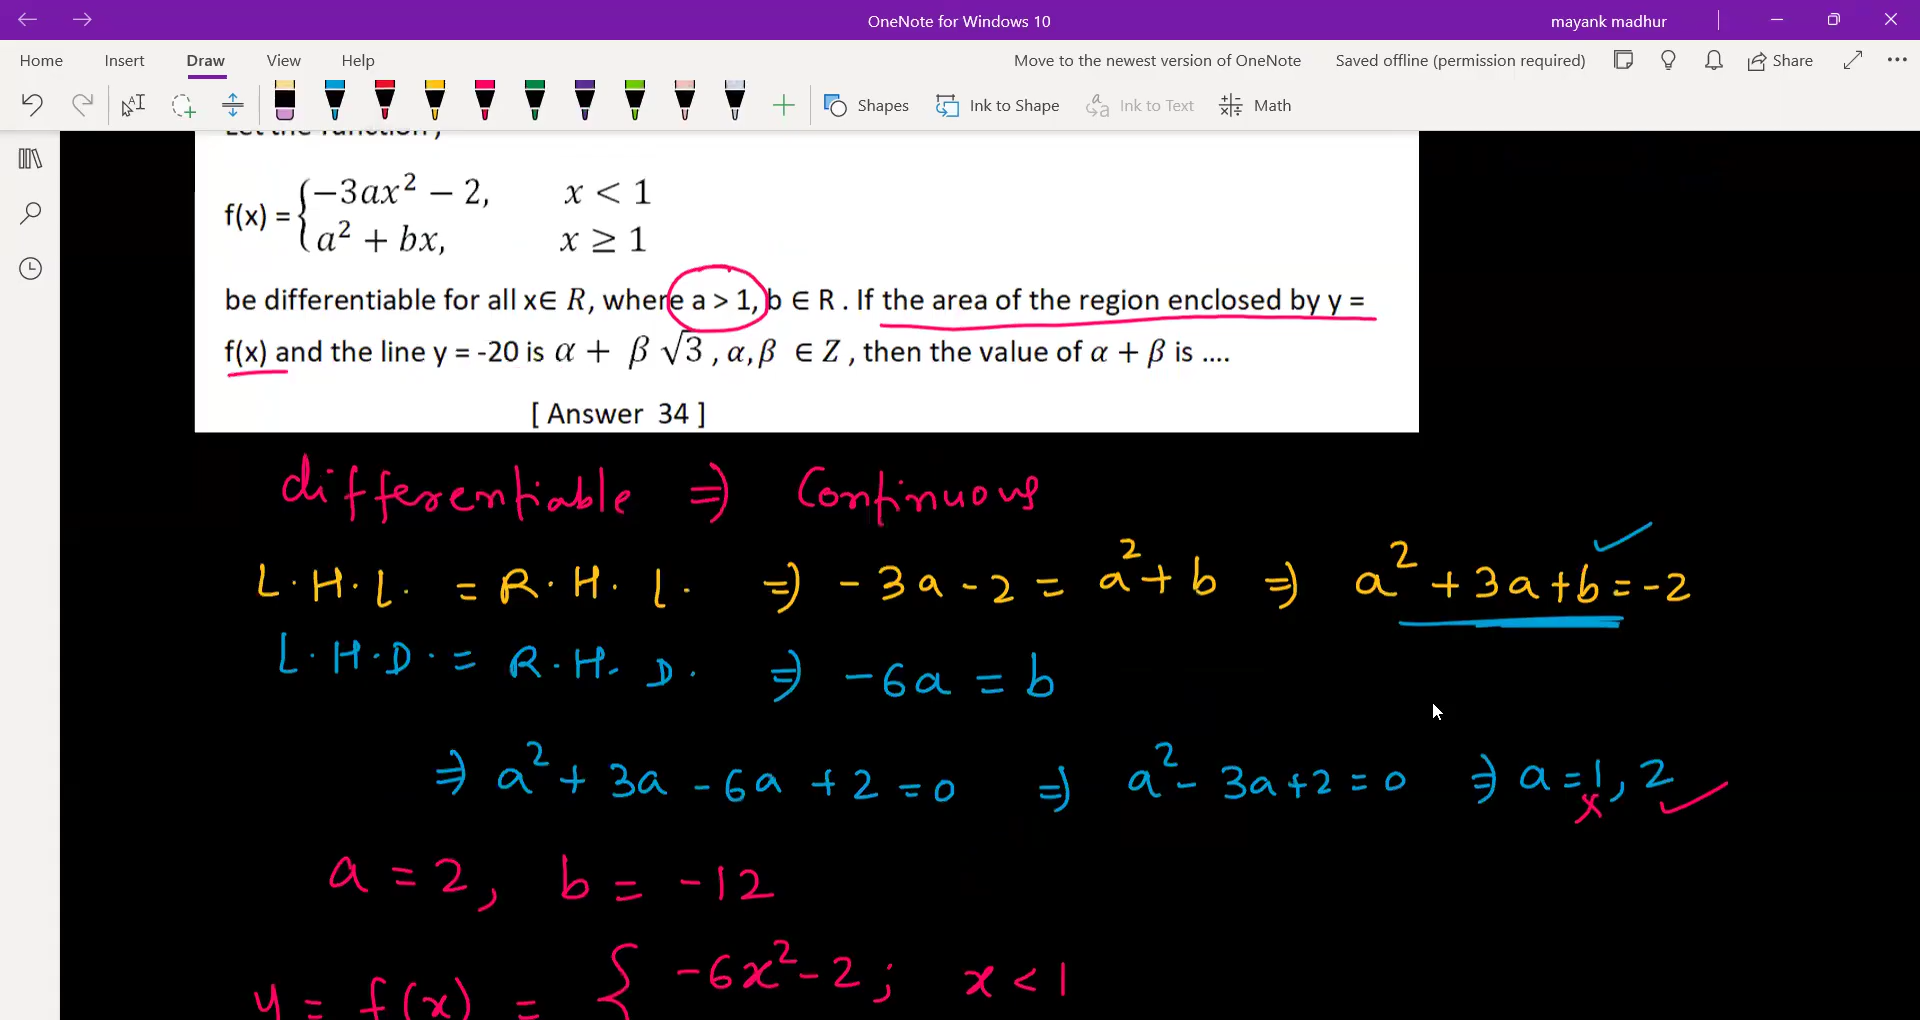 OneNote for Windows 10
mayank madhur
Home Insert Draw View Help
Move to the newest version of OneNote Saved offline (permission required) Share
Shapes Ink to Shape Ink to Text Math
Let the function,
f(x) = { −3ax² − 2, x < 1
a² + bx, x ≥ 1
be differentiable for all x∈ R, where a > 1, b ∈ R . If the area of the region enclosed by y =
f(x) and the line y = -20 is α + β √3 , α, β ∈ Z , then the value of α + β is ....
[ Answer 34 ]
differentiable ⇒ Continuous
L.H.L. = R.H.L. ⇒ -3a-2 = a²+b ⇒ a²+3a+b=-2
L.H.D. = R.H.D. ⇒ -6a = b
⇒ a²+3a-6a+2=0 ⇒ a²-3a+2=0 ⇒ a=1,2
a=2, b=-12
y = f(x) = { -6x²-2; x<1